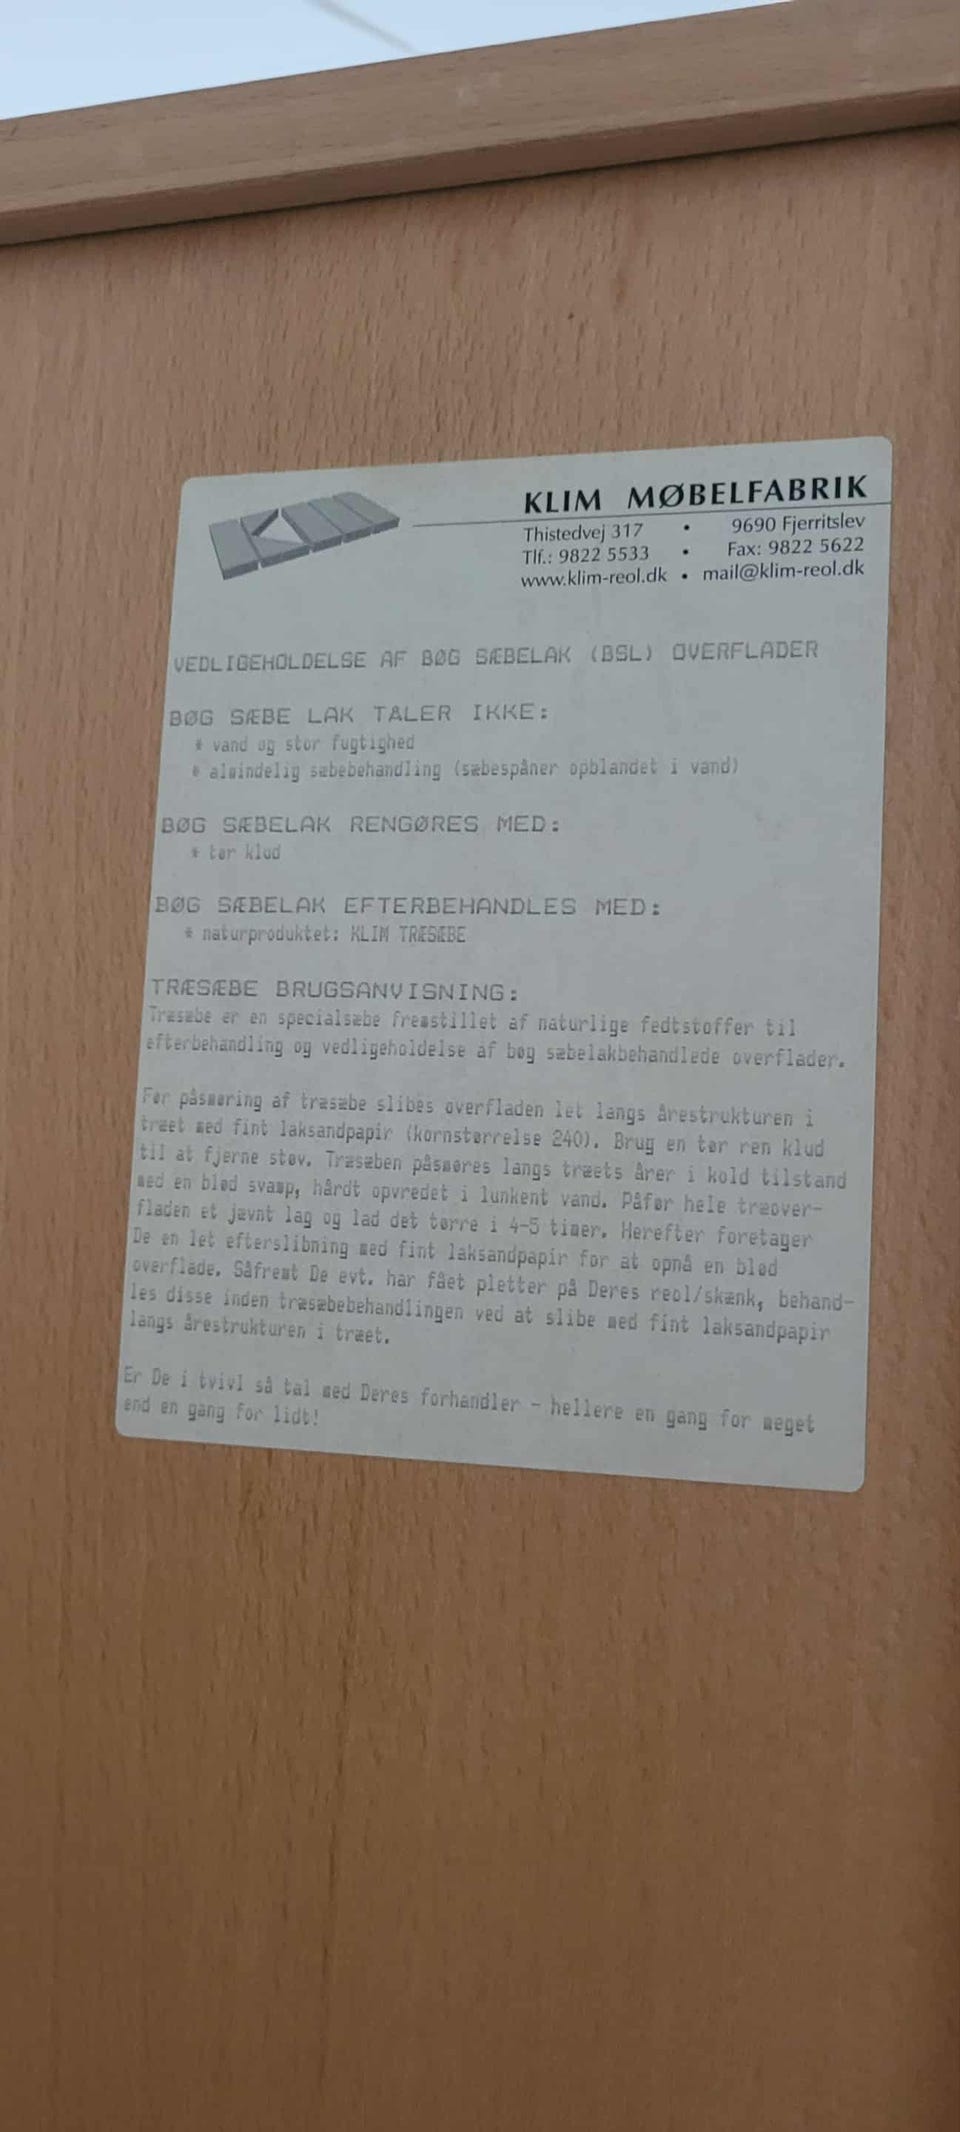 KLIM MØBELFABRIK
Thistedvej 317 • 9690 Fjerritslev
Tlf.: 9822 5533 • Fax: 9822 5622
www.klim-reol.dk • mail@klim-reol.dk
VEDLIGEHOLDELSE AF BØG SÆBELAK (BSL) OVERFLADER
BØG SÆBE LAK TÅLER IKKE:
* vand og stor fugtighed
* almindelig sæbebehandling (sæbespåner opblandet i vand)
BØG SÆBELAK RENGØRES MED:
* tør klud
BØG SÆBELAK EFTERBEHANDLES MED:
* naturproduktet: KLIM TRÆSÆBE
TRÆSÆBE BRUGSANVISNING:
Træsæbe er en specialsæbe fremstillet af naturlige fedtstoffer til
efterbehandling og vedligeholdelse af bøg sæbelakbehandlede overflader.
Før påsmøring af træsæbe slibes overfladen let langs årestrukturen i
træet med fint laksandpapir (kornstørrelse 240). Brug en tør ren klud
til at fjerne støv. Træsæben påsmøres langs træets årer i kold tilstand
med en blød svamp, hårdt opvredet i lunkent vand. Påfør hele træover-
fladen et jævnt lag og lad det tørre i 4-5 timer. Herefter foretager
De en let efterslibning med fint laksandpapir for at opnå en blød
overflade. Såfremt De evt. har fået pletter på Deres reol/skænk, behand-
les disse inden træsæbebehandlingen ved at slibe med fint laksandpapir
langs årestrukturen i træet.
Er De i tvivl så tal med Deres forhandler - hellere en gang for meget
end en gang for lidt!